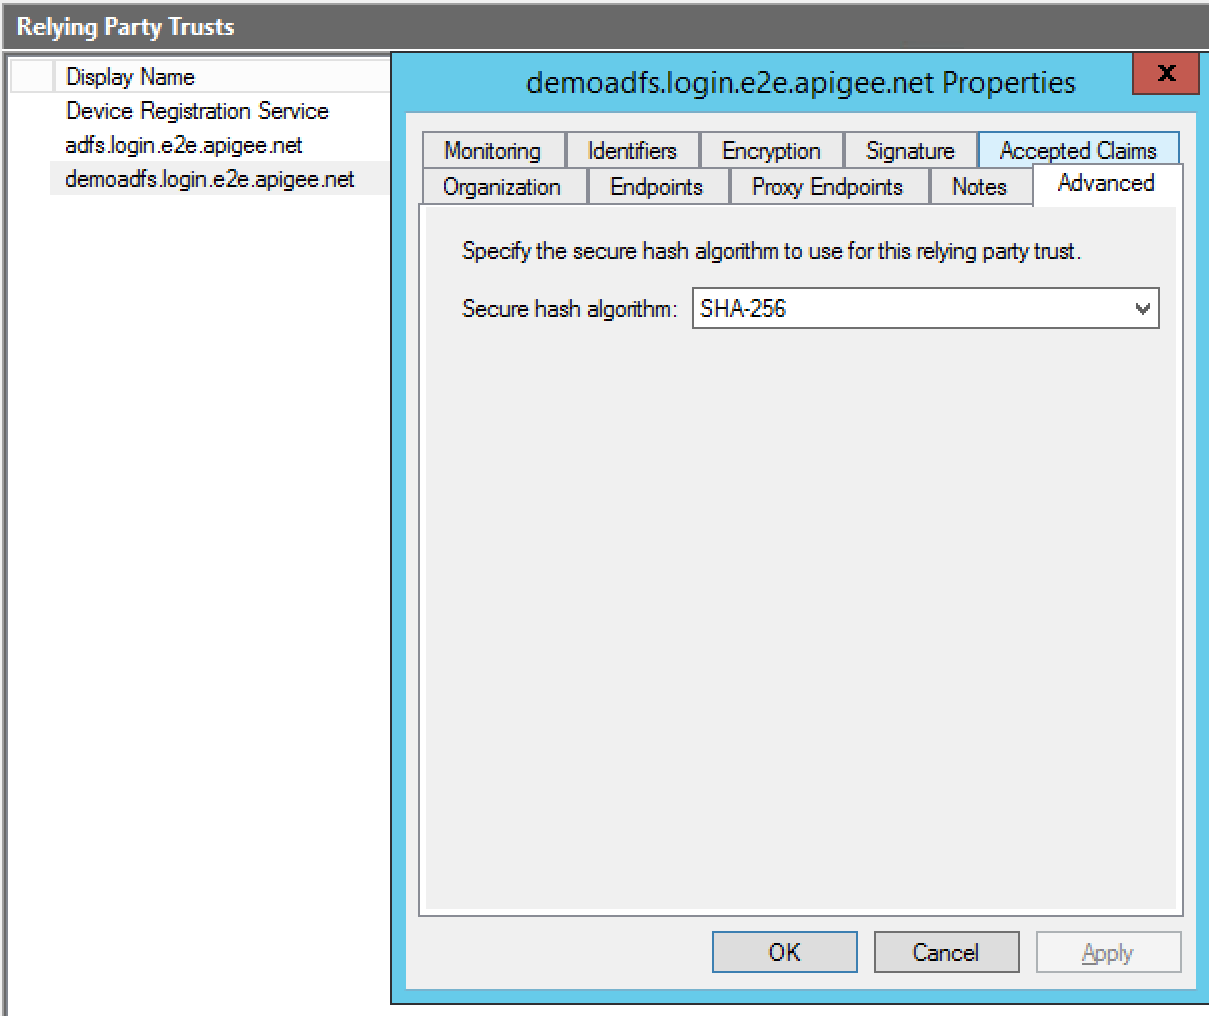 Relying Party Trusts
Display Name
Device Registration Service
adfs.login.e2e.apigee.net
demoadfs.login.e2e.apigee.net
demoadfs.login.e2e.apigee.net Properties
x
Monitoring Identifiers Encryption Signature Accepted Claims
Organization Endpoints Proxy Endpoints Notes Advanced
Specify the secure hash algorithm to use for this relying party trust.
Secure hash algorithm: SHA-256
OK Cancel Apply